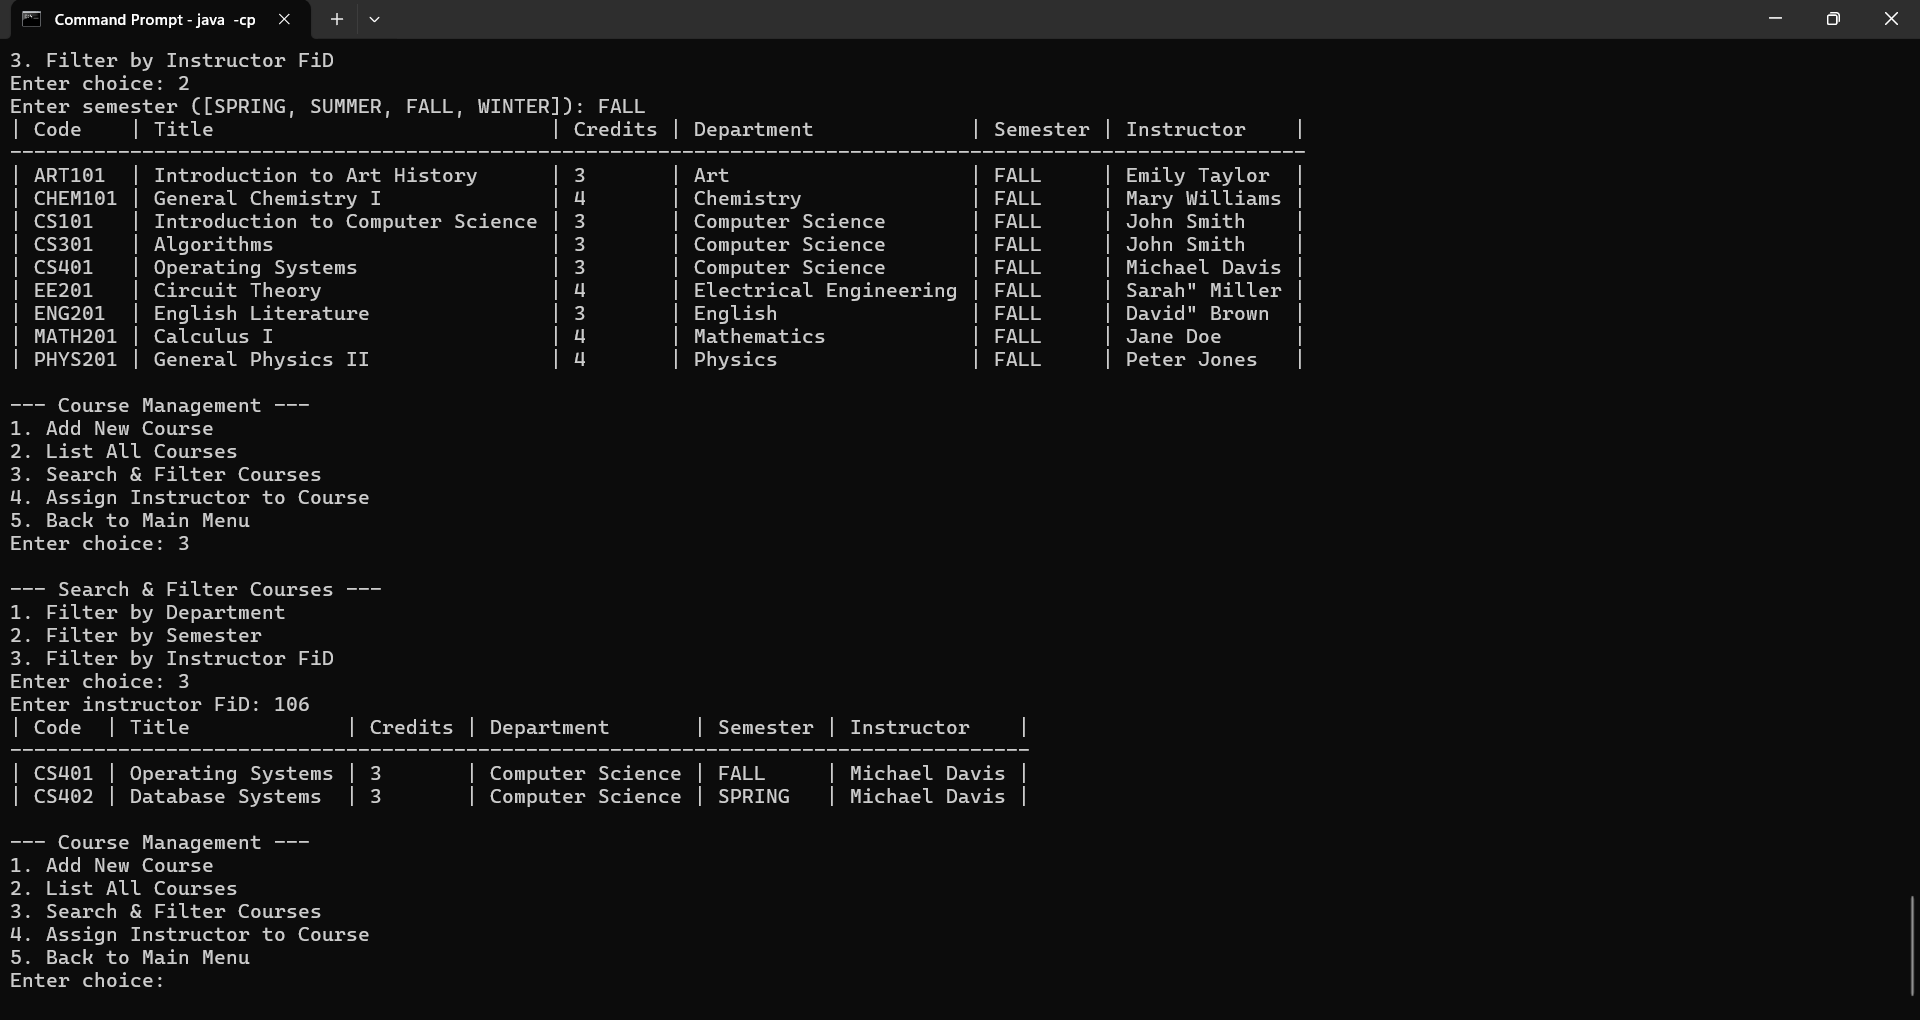 Command Prompt - java -cp
3. Filter by Instructor FiD
Enter choice: 2
Enter semester ([SPRING, SUMMER, FALL, WINTER]): FALL
| Code    | Title                            | Credits | Department             | Semester | Instructor    |
------------------------------------------------------------------------------------------------------------
| ART101  | Introduction to Art History      | 3       | Art                    | FALL     | Emily Taylor  |
| CHEM101 | General Chemistry I              | 4       | Chemistry              | FALL     | Mary Williams |
| CS101   | Introduction to Computer Science | 3       | Computer Science       | FALL     | John Smith    |
| CS301   | Algorithms                       | 3       | Computer Science       | FALL     | John Smith    |
| CS401   | Operating Systems                | 3       | Computer Science       | FALL     | Michael Davis |
| EE201   | Circuit Theory                   | 4       | Electrical Engineering | FALL     | Sarah" Miller |
| ENG201  | English Literature               | 3       | English                | FALL     | David" Brown  |
| MATH201 | Calculus I                       | 4       | Mathematics            | FALL     | Jane Doe      |
| PHYS201 | General Physics II               | 4       | Physics                | FALL     | Peter Jones   |
--- Course Management ---
1. Add New Course
2. List All Courses
3. Search & Filter Courses
4. Assign Instructor to Course
5. Back to Main Menu
Enter choice: 3
--- Search & Filter Courses ---
1. Filter by Department
2. Filter by Semester
3. Filter by Instructor FiD
Enter choice: 3
Enter instructor FiD: 106
| Code  | Title             | Credits | Department       | Semester | Instructor    |
-------------------------------------------------------------------------------------
| CS401 | Operating Systems | 3       | Computer Science | FALL     | Michael Davis |
| CS402 | Database Systems  | 3       | Computer Science | SPRING   | Michael Davis |
--- Course Management ---
1. Add New Course
2. List All Courses
3. Search & Filter Courses
4. Assign Instructor to Course
5. Back to Main Menu
Enter choice: